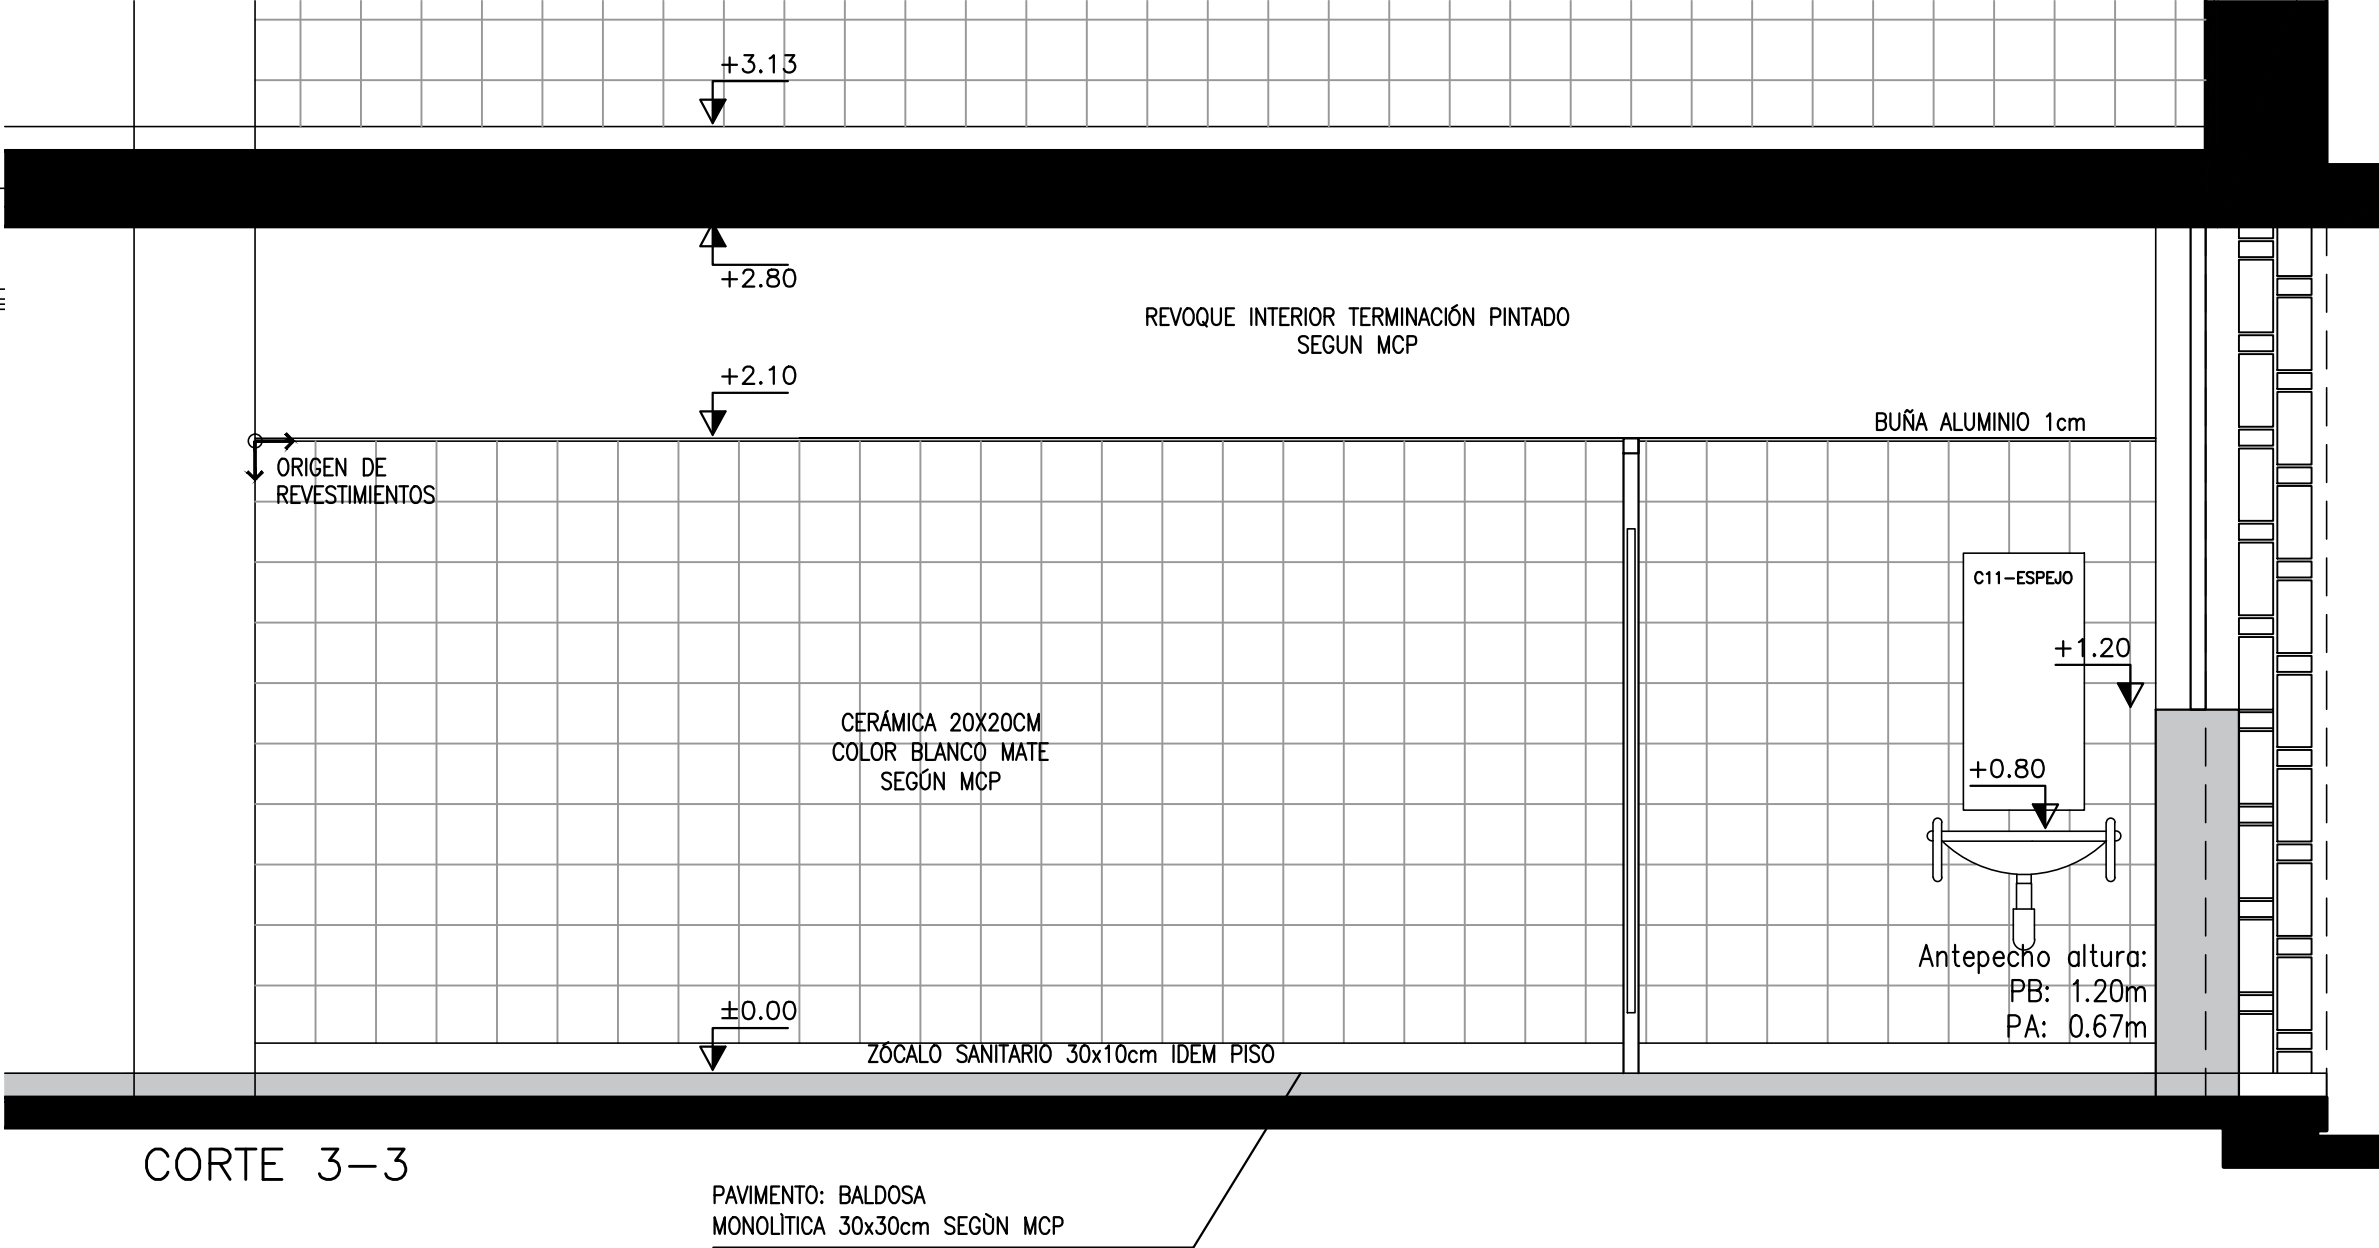 +3.13
+2.80
REVOQUE INTERIOR TERMINACIÓN PINTADO
SEGUN MCP
+2.10
BUÑA ALUMINIO 1cm
ORIGEN DE
REVESTIMIENTOS
C11-ESPEJO
+1.20
CERÁMICA 20X20CM
COLOR BLANCO MATE
SEGÚN MCP
+0.80
Antepecho altura:
PB: 1.20m
PA: 0.67m
±0.00
ZÓCALO SANITARIO 30x10cm IDEM PISO
CORTE 3-3
PAVIMENTO: BALDOSA
MONOLÌTICA 30x30cm SEGÙN MCP